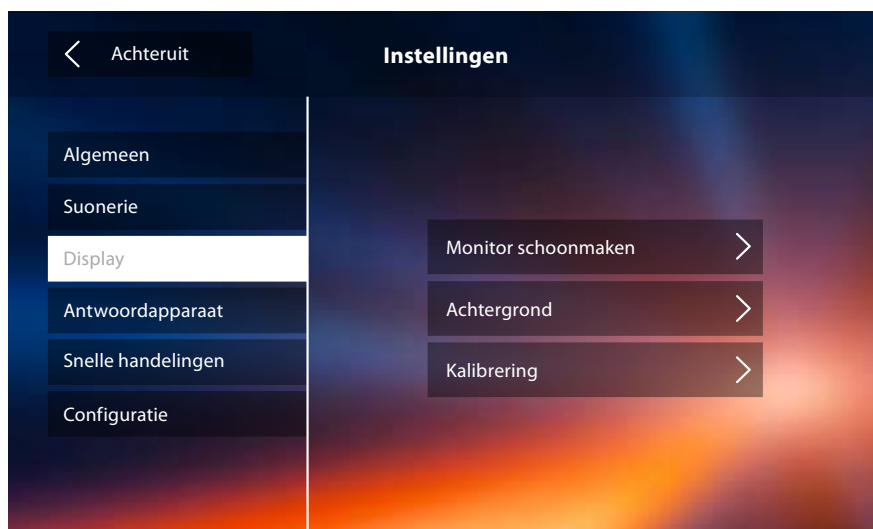 Achteruit
Instellingen
Algemeen
Suonerie
Display
Antwoordapparaat
Snelle handelingen
Configuratie
Monitor schoonmaken
Achtergrond
Kalibrering